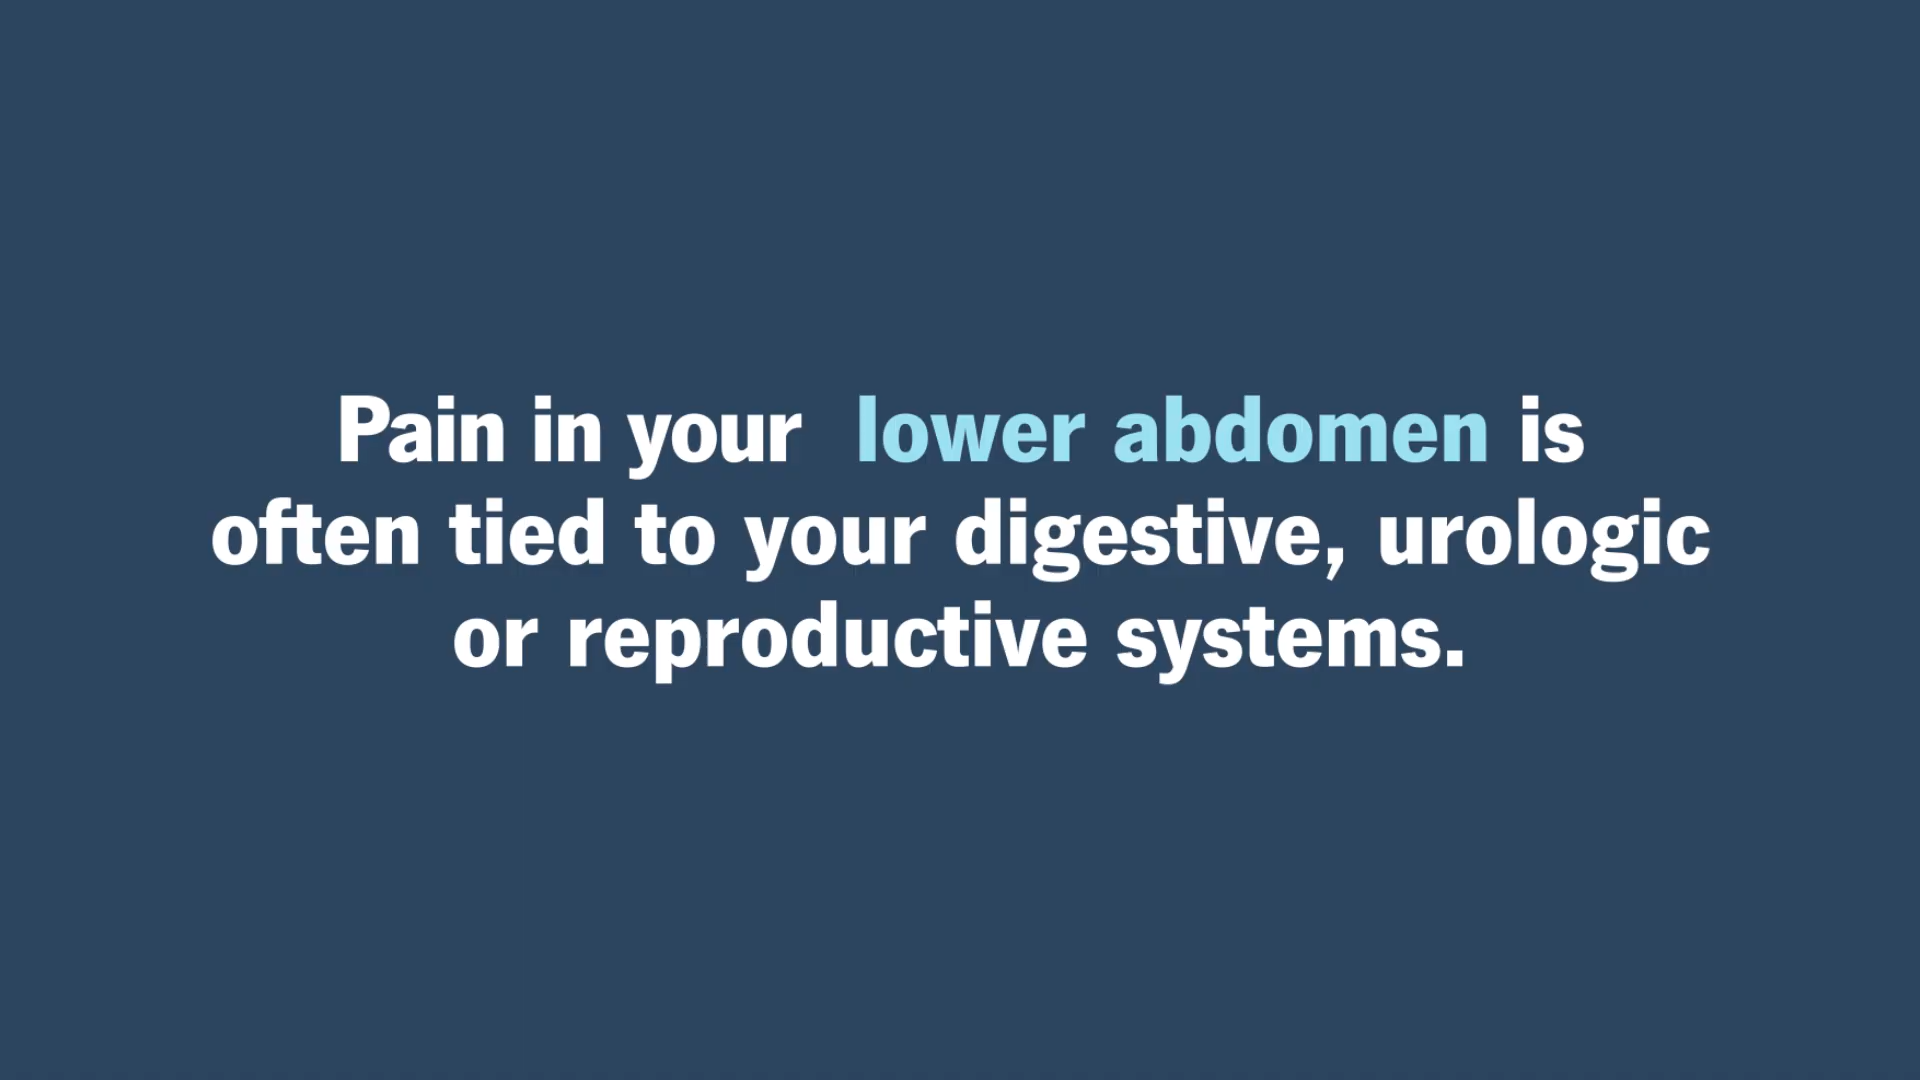 Pain in your lower abdomen is
often tied to your digestive, urologic
or reproductive systems.